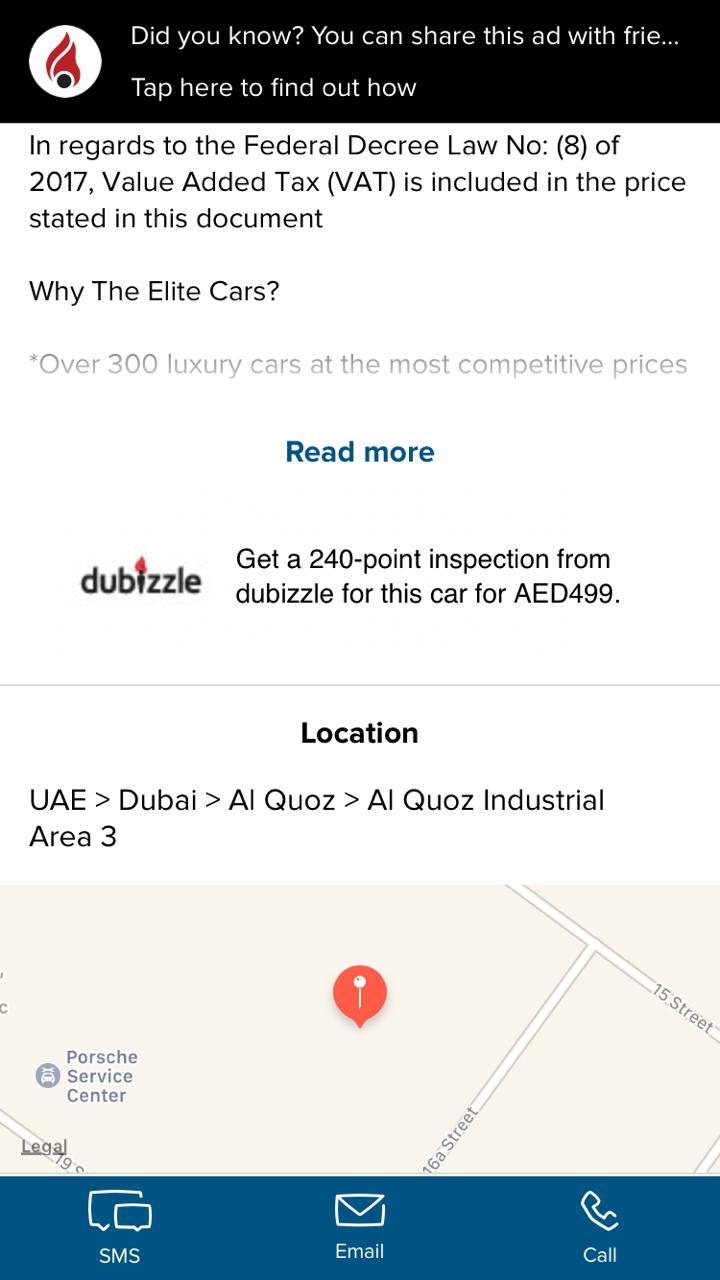 Did you know? You can share this ad with frie...
Tap here to find out how
In regards to the Federal Decree Law No: (8) of
2017, Value Added Tax (VAT) is included in the price
stated in this document
Why The Elite Cars?
*Over 300 luxury cars at the most competitive prices
Read more
dubizzle
Get a 240-point inspection from
dubizzle for this car for AED499.
Location
UAE > Dubai > Al Quoz > Al Quoz Industrial
Area 3
15 Street
Porsche
Service
Center
16a Street
Legal
19 S
SMS
Email
Call